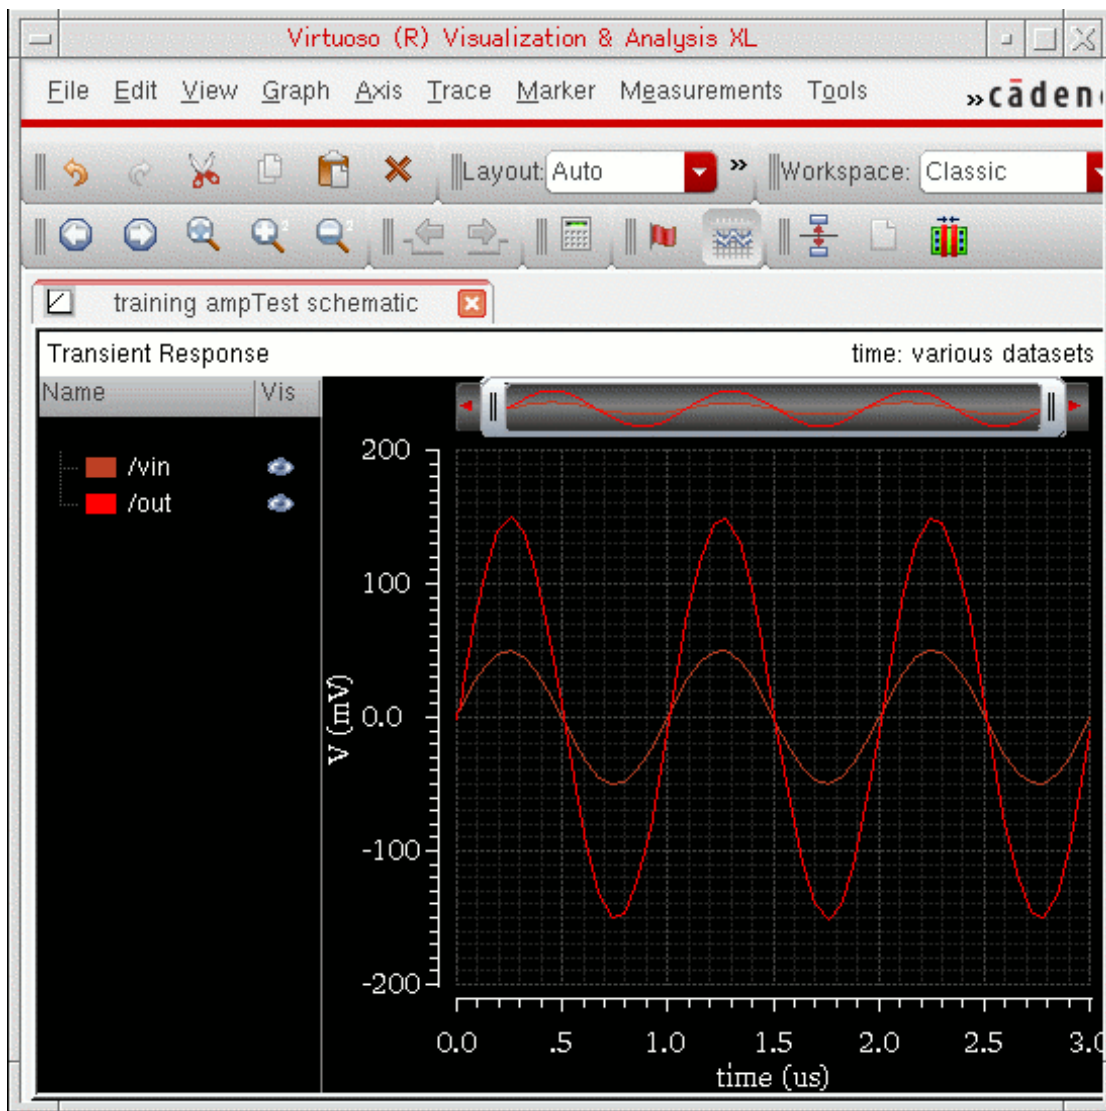 Virtuoso (R) Visualization & Analysis XL
File Edit View Graph Axis Trace Marker Measurements Tools » cāden
Layout: Auto » Workspace: Classic
training ampTest schematic
Transient Response time: various datasets
Name Vis
/vin
/out
200
100
0.0
-100
-200
V (mV)
0.0 .5 1.0 1.5 2.0 2.5 3.0
time (us)